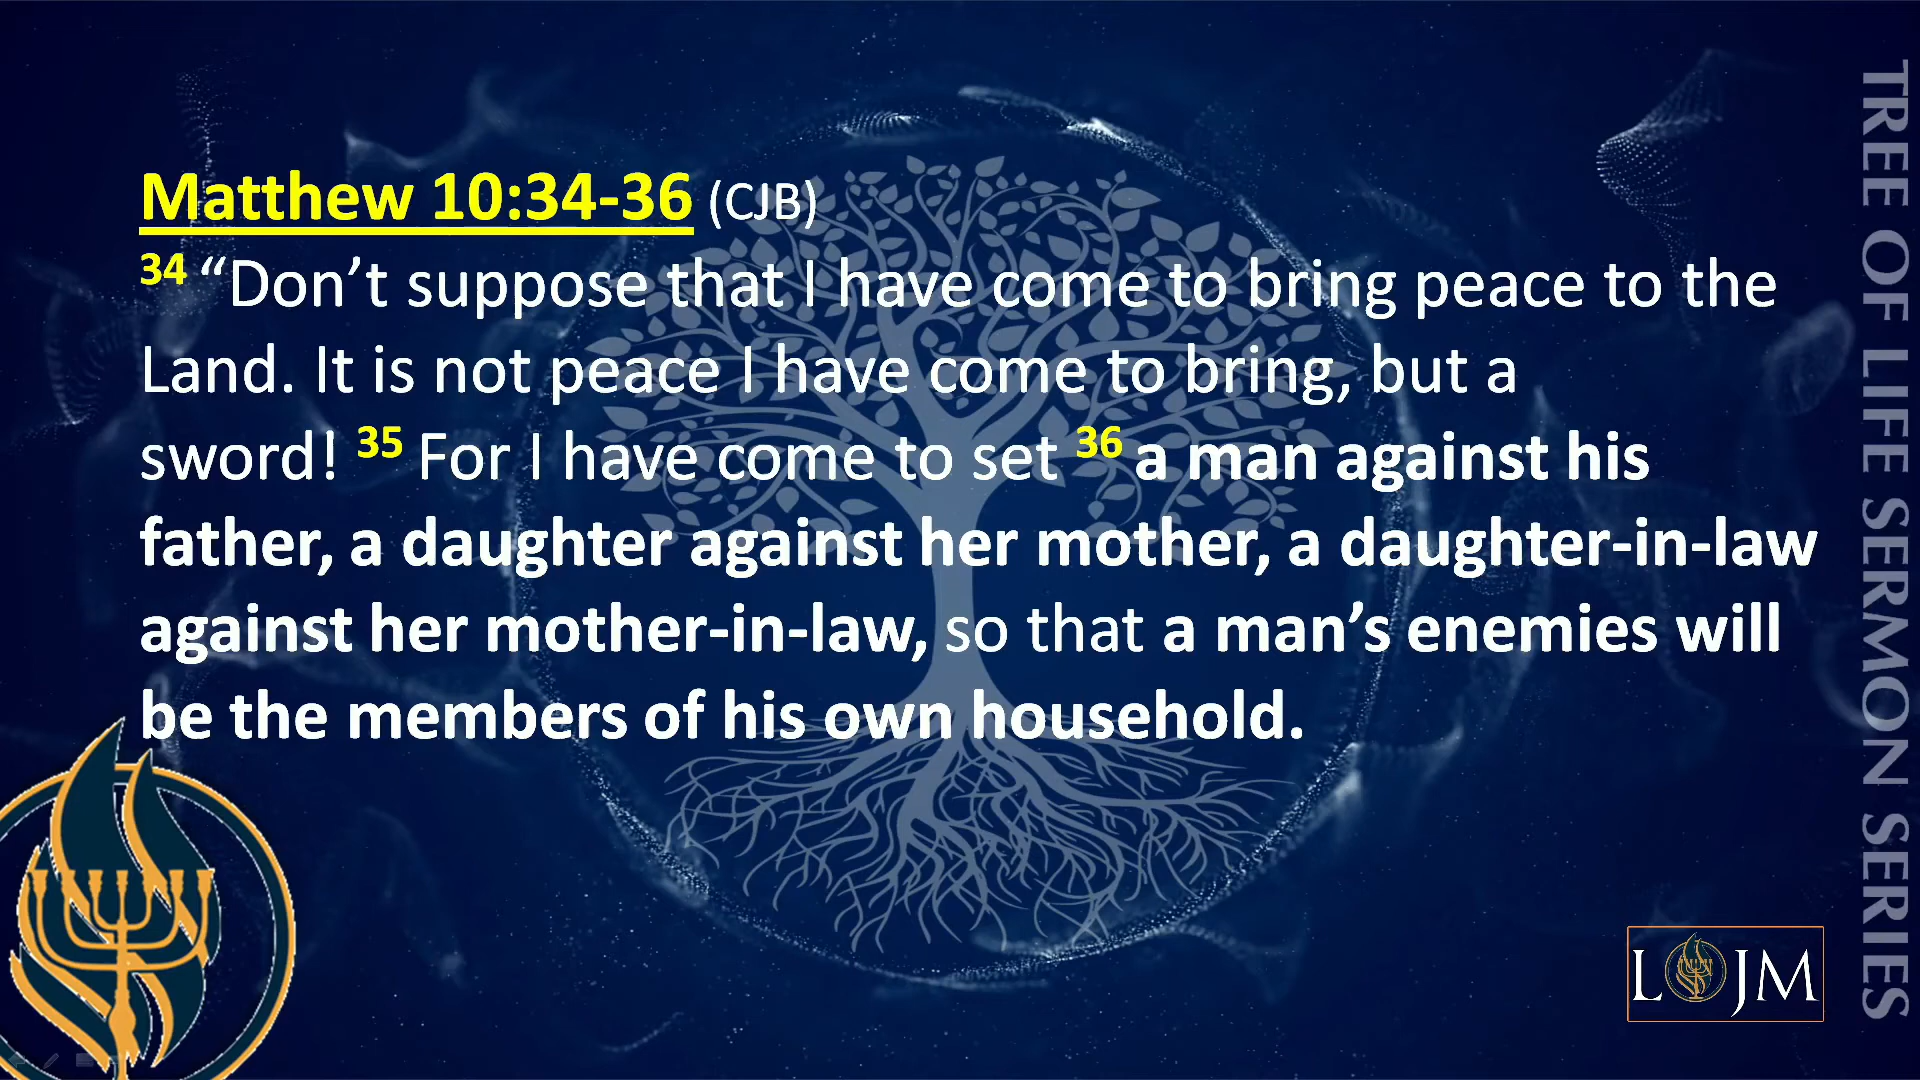 Matthew 10:34-36 (CJB)
34 “Don’t suppose that I have come to bring peace to the
Land. It is not peace I have come to bring, but a
sword! 35 For I have come to set 36 a man against his
father, a daughter against her mother, a daughter-in-law
against her mother-in-law, so that a man’s enemies will
be the members of his own household.
TREE OF LIFE SERMON SERIES
LOJM